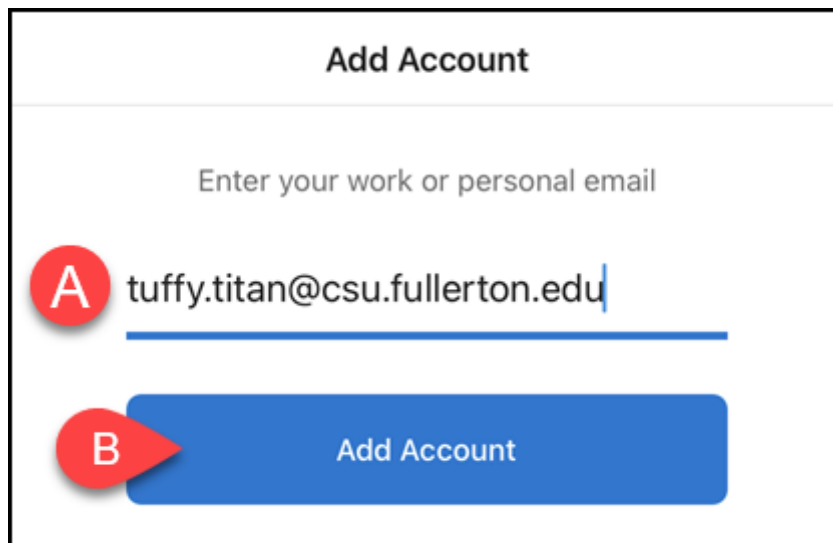 Add Account
Enter your work or personal email
A tuffy.titan@csu.fullerton.edu
B Add Account